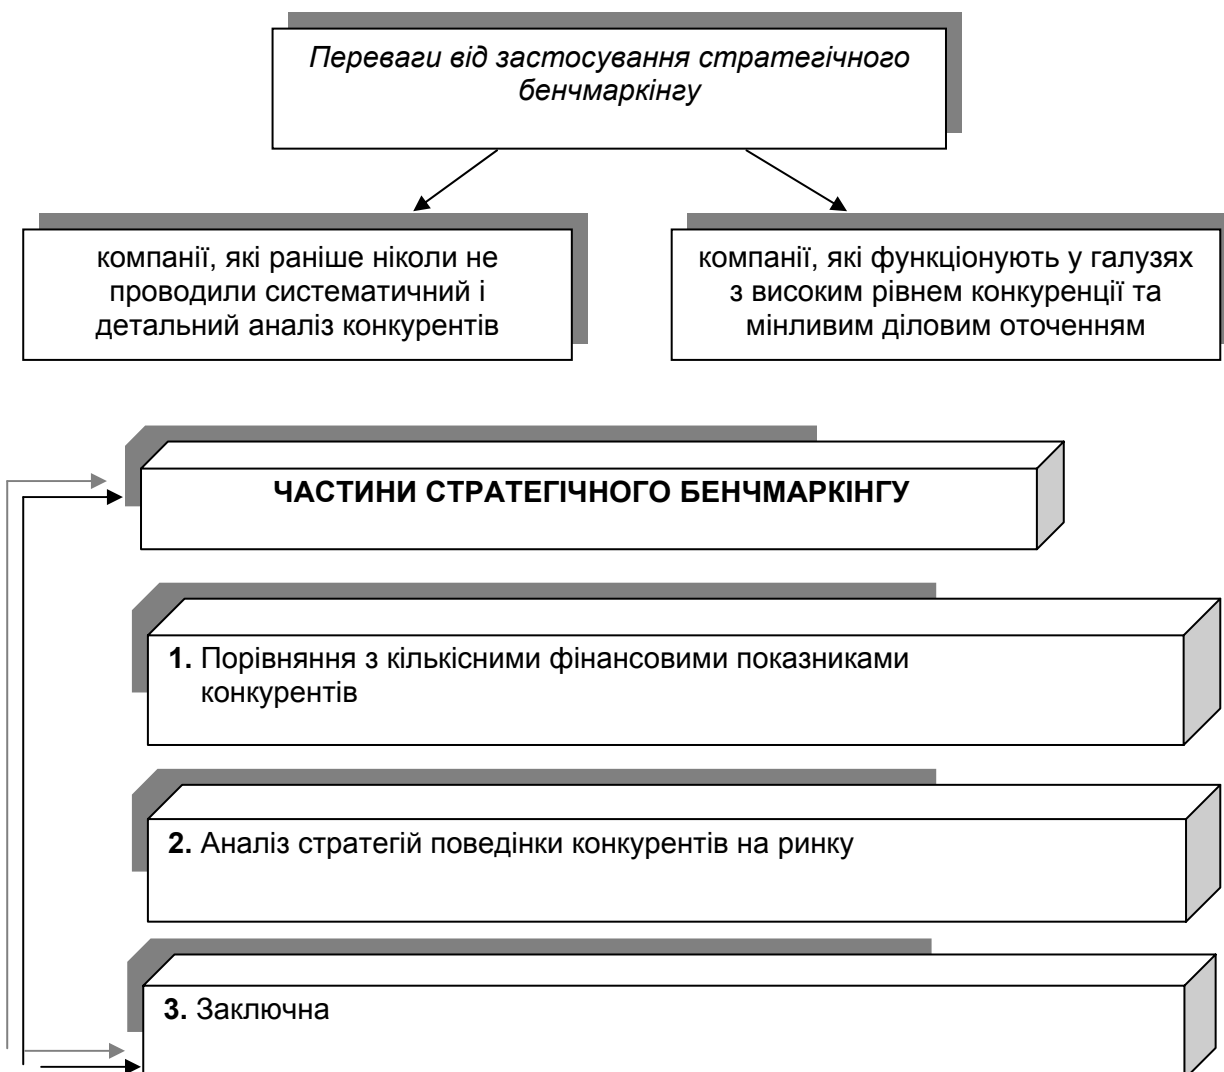 Переваги від застосування стратегічного
бенчмаркінгу
компанії, які раніше ніколи не
проводили систематичний і
детальний аналіз конкурентів
компанії, які функціонують у галузях
з високим рівнем конкуренції та
мінливим діловим оточенням
ЧАСТИНИ СТРАТЕГІЧНОГО БЕНЧМАРКІНГУ
1. Порівняння з кількісними фінансовими показниками
конкурентів
2. Аналіз стратегій поведінки конкурентів на ринку
3. Заключна